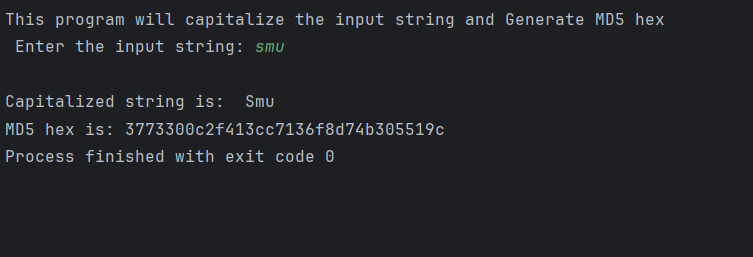 This program will capitalize the input string and Generate MD5 hex
Enter the input string: smu
Capitalized string is:  Smu
MD5 hex is: 3773300c2f413cc7136f8d74b305519c
Process finished with exit code 0